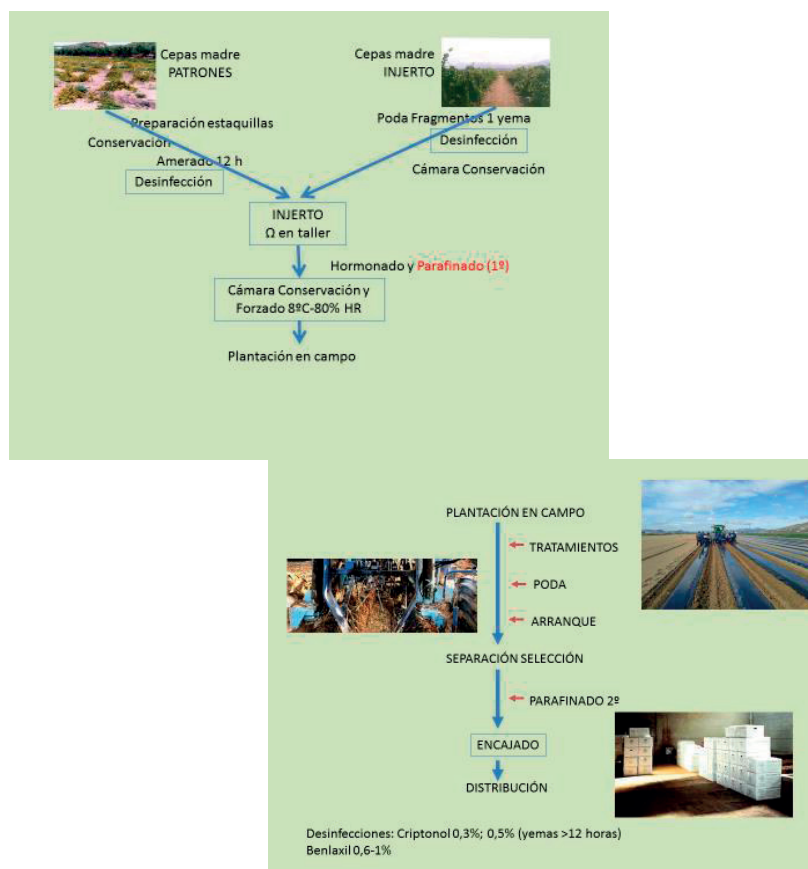 Cepas madre
PATRONES
Cepas madre
INJERTO
Preparación estaquillas
Conservación
Amerado 12 h
Desinfección
Poda Fragmentos 1 yema
Desinfección
Cámara Conservación
INJERTO
Ω en taller
Hormonado y Parafinado (1º)
Cámara Conservación y
Forzado 8ºC-80% HR
Plantación en campo
PLANTACIÓN EN CAMPO
TRATAMIENTOS
PODA
ARRANQUE
SEPARACIÓN SELECCIÓN
PARAFINADO 2º
ENCAJADO
DISTRIBUCIÓN
Desinfecciones: Criptonol 0,3%; 0,5% (yemas >12 horas)
Benlaxil 0,6-1%